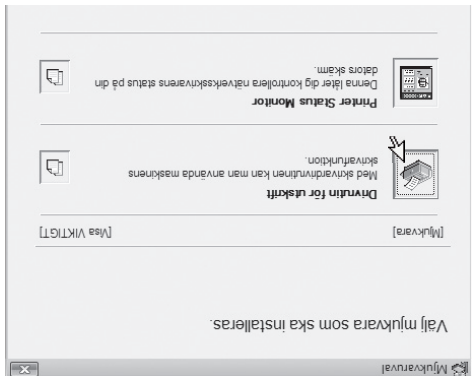 Mjukvaruval
Välj mjukvara som ska installeras.
[Mjukvara] [Visa VIKTIGT]
Drivrutin för utskrift
Med skrivardrivrutinen kan man använda maskinens
skrivarfunktion.
Printer Status Monitor
Denna låter dig kontrollera nätverksskrivarens status på din
dators skärm.